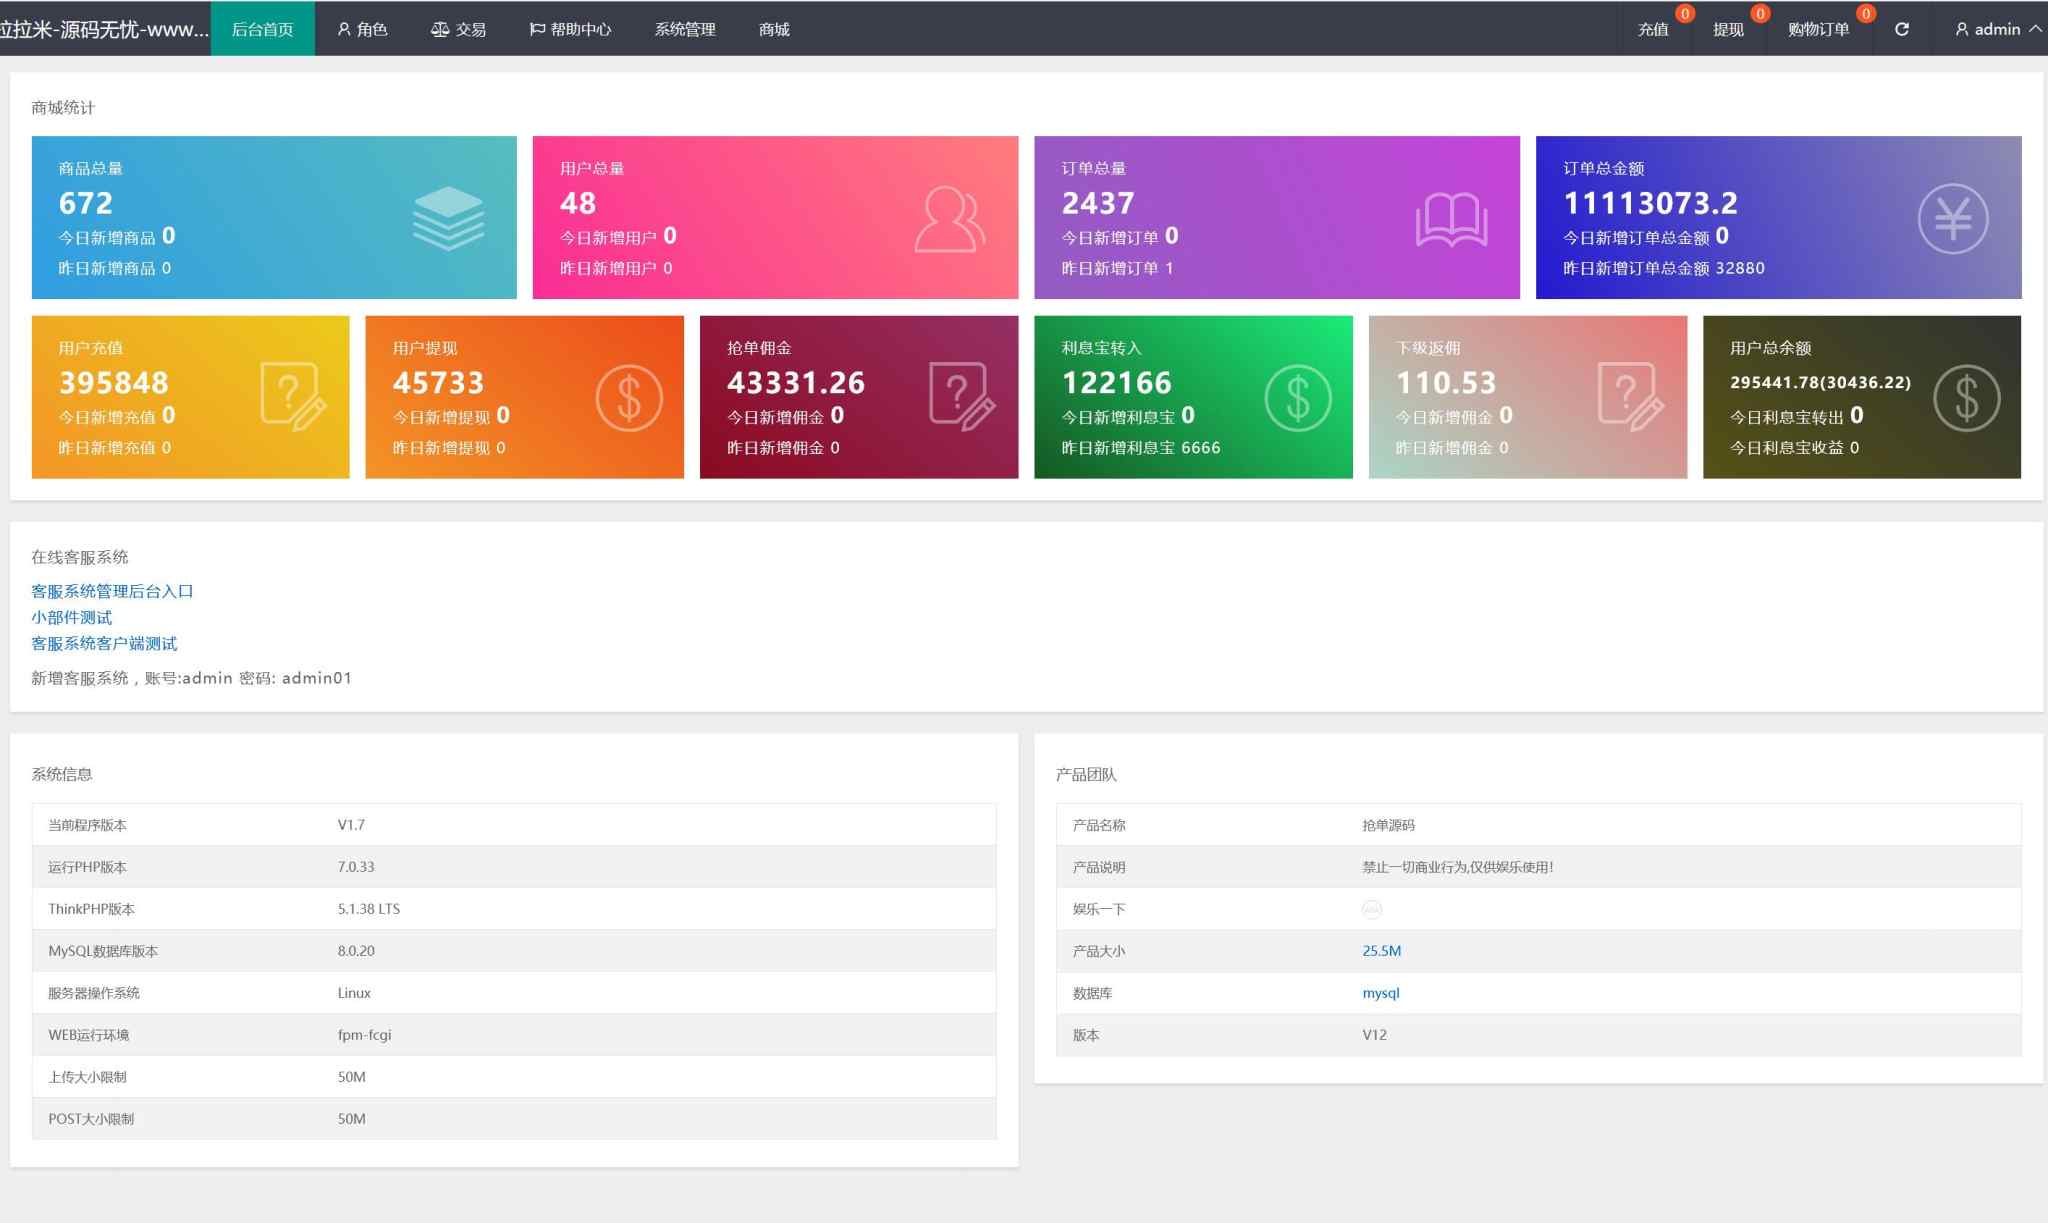 拉拉米-源码无忧-www...
后台首页
角色
交易
帮助中心
系统管理
商城
充值 0
提现 0
购物订单 0
admin
商城统计
商品总量
672
今日新增商品 0
昨日新增商品 0
用户总量
48
今日新增用户 0
昨日新增用户 0
订单总量
2437
今日新增订单 0
昨日新增订单 1
订单总金额
11113073.2
今日新增订单总金额 0
昨日新增订单总金额 32880
用户充值
395848
今日新增充值 0
昨日新增充值 0
用户提现
45733
今日新增提现 0
昨日新增提现 0
抢单佣金
43331.26
今日新增佣金 0
昨日新增佣金 0
利息宝转入
122166
今日新增利息宝 0
昨日新增利息宝 6666
下级返佣
110.53
今日新增佣金 0
昨日新增佣金 0
用户总余额
295441.78(30436.22)
今日利息宝转出 0
今日利息宝收益 0
在线客服系统
客服系统管理后台入口
小部件测试
客服系统客户端测试
新增客服系统，账号:admin 密码: admin01
系统信息
当前程序版本 V1.7
运行PHP版本 7.0.33
ThinkPHP版本 5.1.38 LTS
MySQL数据库版本 8.0.20
服务器操作系统 Linux
WEB运行环境 fpm-fcgi
上传大小限制 50M
POST大小限制 50M
产品团队
产品名称 抢单源码
产品说明 禁止一切商业行为,仅供娱乐使用!
娱乐一下
产品大小 25.5M
数据库 mysql
版本 V12